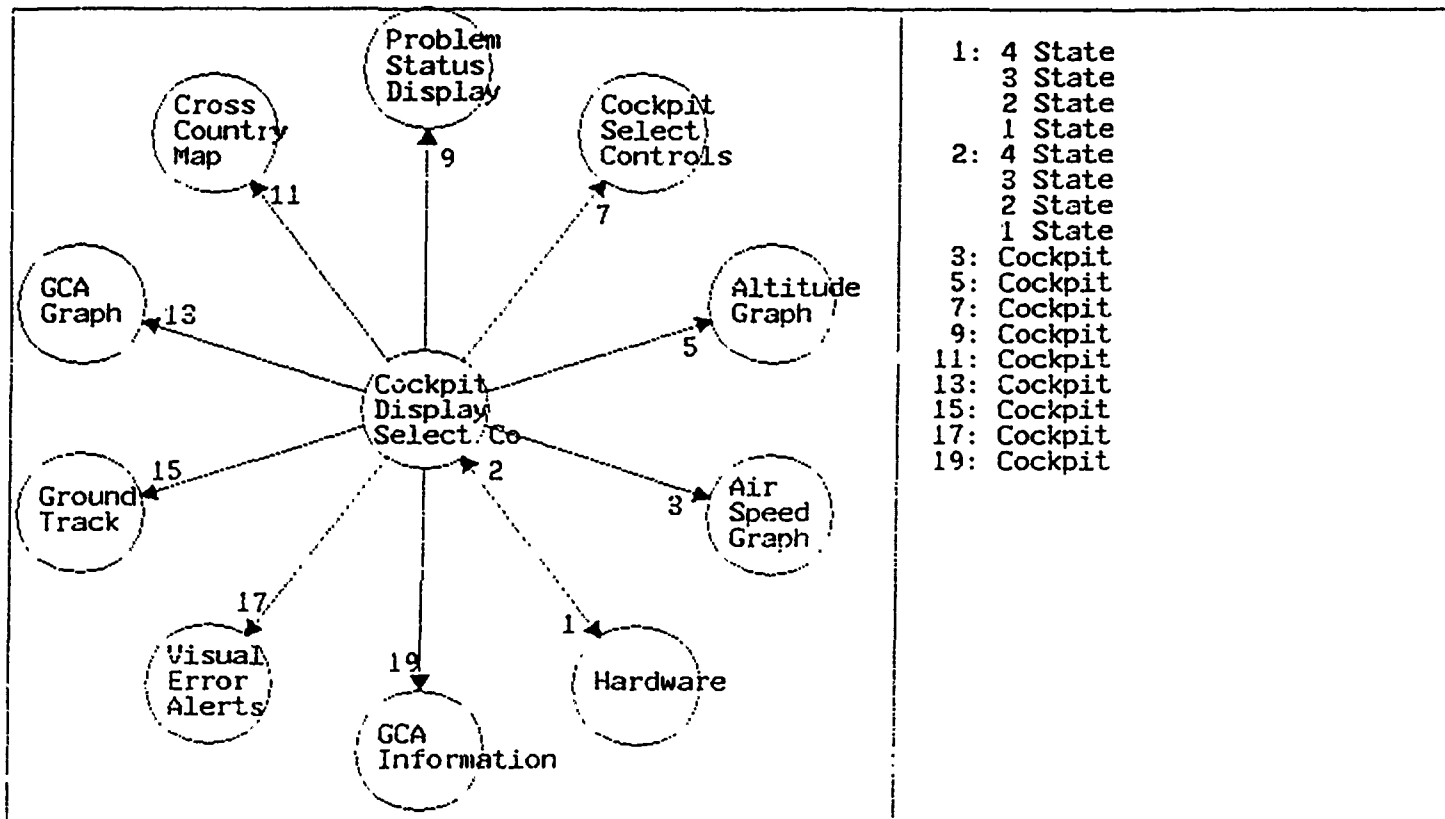 Problem
Status
Display
Cross
Country
Map
Cockpit
Select
Controls
9
11
7
GCA
Graph
13
Altitude
Graph
5
Cockpit
Display
Select Co
2
15
Ground
Track
3
Air
Speed
Graph
17
1
Visual
Error
Alerts
19
Hardware
GCA
Information
1: 4 State
3 State
2 State
1 State
2: 4 State
3 State
2 State
1 State
3: Cockpit
5: Cockpit
7: Cockpit
9: Cockpit
11: Cockpit
13: Cockpit
15: Cockpit
17: Cockpit
19: Cockpit